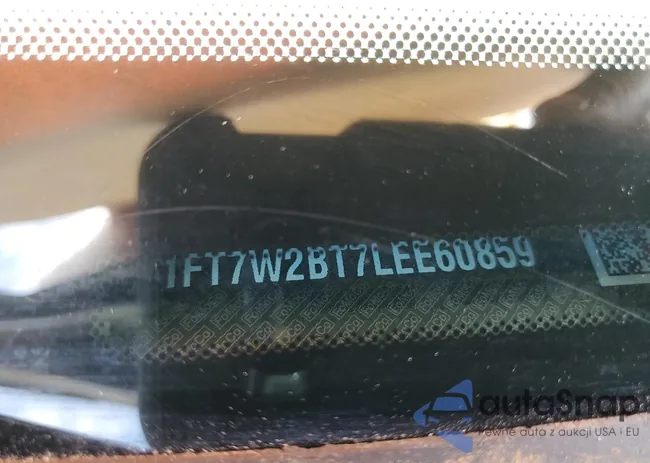 1FT7W2BT7LEE60859
autoSnap
Pewne auto z aukcji USA i EU